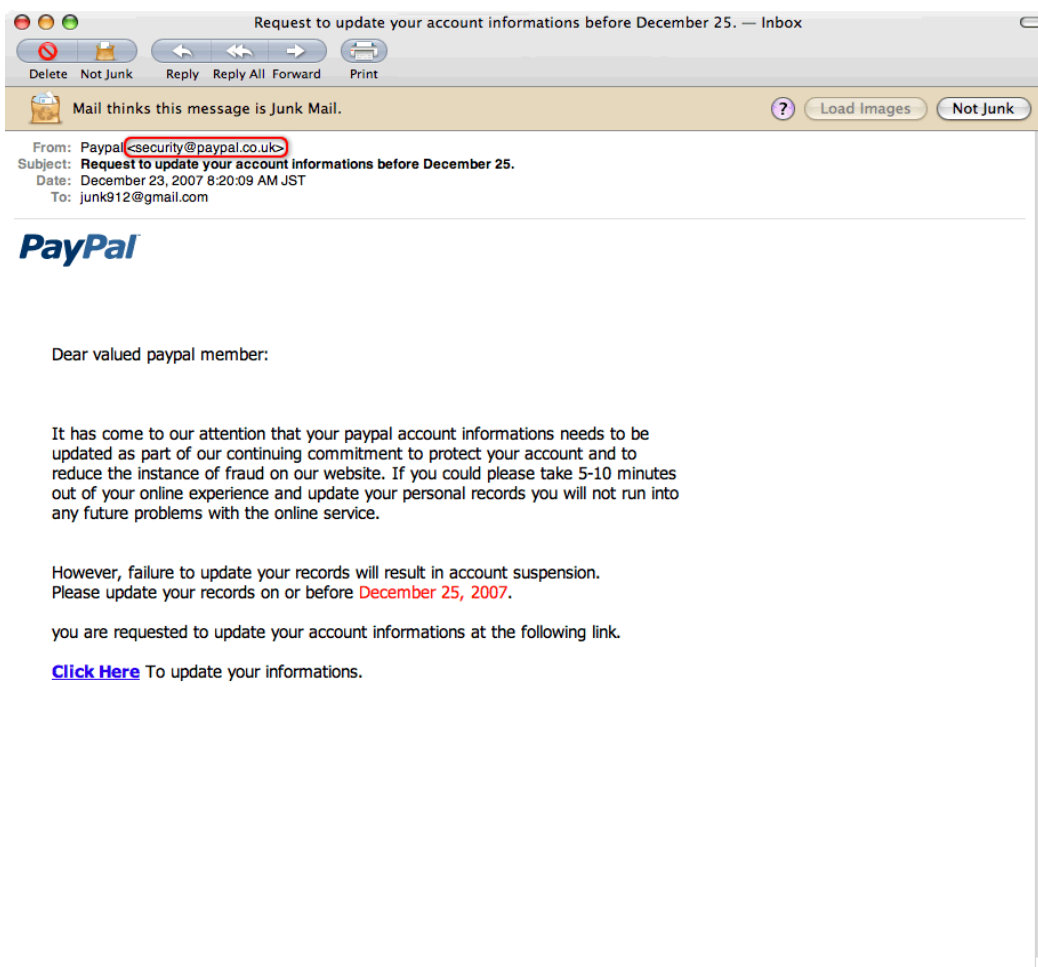 Request to update your account informations before December 25. — Inbox
Delete Not Junk Reply Reply All Forward Print
Mail thinks this message is Junk Mail. ? Load Images Not Junk
From: Paypal <security@paypal.co.uk>
Subject: Request to update your account informations before December 25.
Date: December 23, 2007 8:20:09 AM JST
To: junk912@gmail.com
PayPal
Dear valued paypal member:
It has come to our attention that your paypal account informations needs to be
updated as part of our continuing commitment to protect your account and to
reduce the instance of fraud on our website. If you could please take 5-10 minutes
out of your online experience and update your personal records you will not run into
any future problems with the online service.
However, failure to update your records will result in account suspension.
Please update your records on or before December 25, 2007.
you are requested to update your account informations at the following link.
Click Here To update your informations.